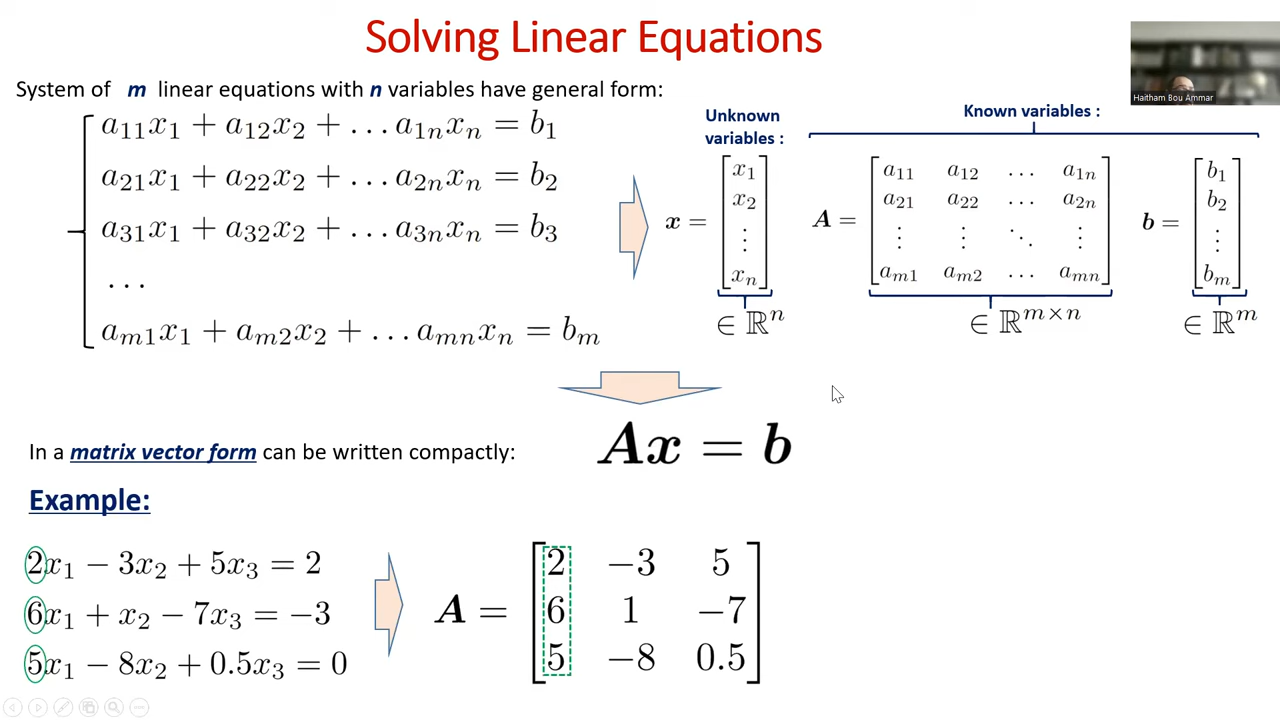 Solving Linear Equations
Haitham Bou Ammar
System of m linear equations with n variables have general form:
a₁₁x₁ + a₁₂x₂ + … a₁ₙxₙ = b₁
a₂₁x₁ + a₂₂x₂ + … a₂ₙxₙ = b₂
a₃₁x₁ + a₃₂x₂ + … a₃ₙxₙ = b₃
…
aₘ₁x₁ + aₘ₂x₂ + … aₘₙxₙ = bₘ
Unknown
variables :
x = [x₁ x₂ ⋮ xₙ]
∈ ℝⁿ
Known variables :
A = [a₁₁ a₁₂ … a₁ₙ
a₂₁ a₂₂ … a₂ₙ
⋮ ⋮ ⋱ ⋮
aₘ₁ aₘ₂ … aₘₙ]
∈ ℝᵐˣⁿ
b = [b₁ b₂ ⋮ bₘ]
∈ ℝᵐ
In a matrix vector form can be written compactly:
Ax = b
Example:
2x₁ − 3x₂ + 5x₃ = 2
6x₁ + x₂ − 7x₃ = −3
5x₁ − 8x₂ + 0.5x₃ = 0
A = [2 −3 5
6 1 −7
5 −8 0.5]